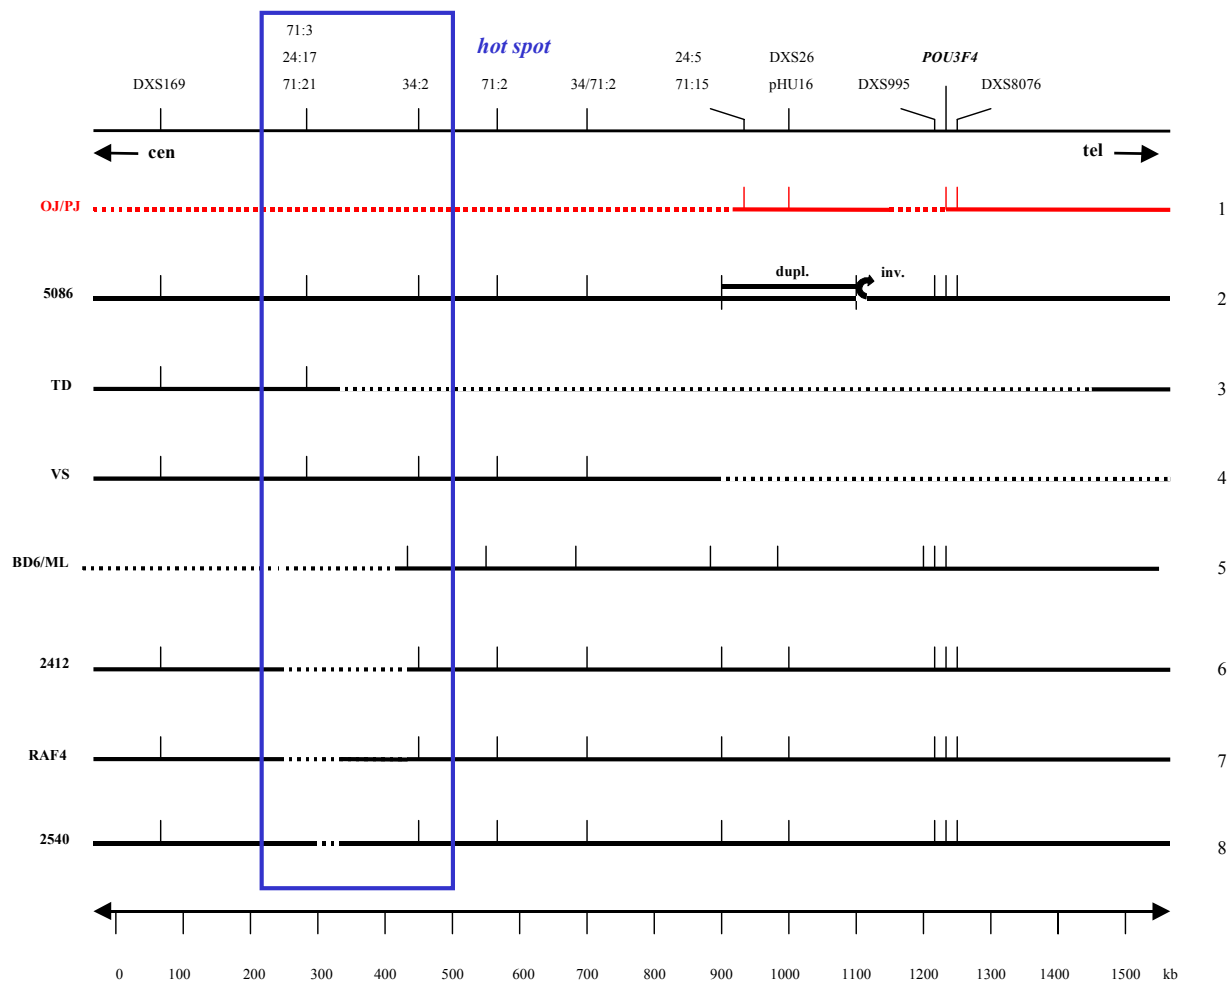 71:3
hot spot
24:17
24:5
DXS26
POU3F4
DXS169
71:21
34:2
71:2
34/71:2
71:15
pHU16
DXS995
DXS8076
cen
tel
OJ/PJ
1
dupl.
inv.
5086
2
TD
3
VS
4
BD6/ML
5
2412
6
RAF4
7
2540
8
0 100 200 300 400 500 600 700 800 900 1000 1100 1200 1300 1400 1500 kb